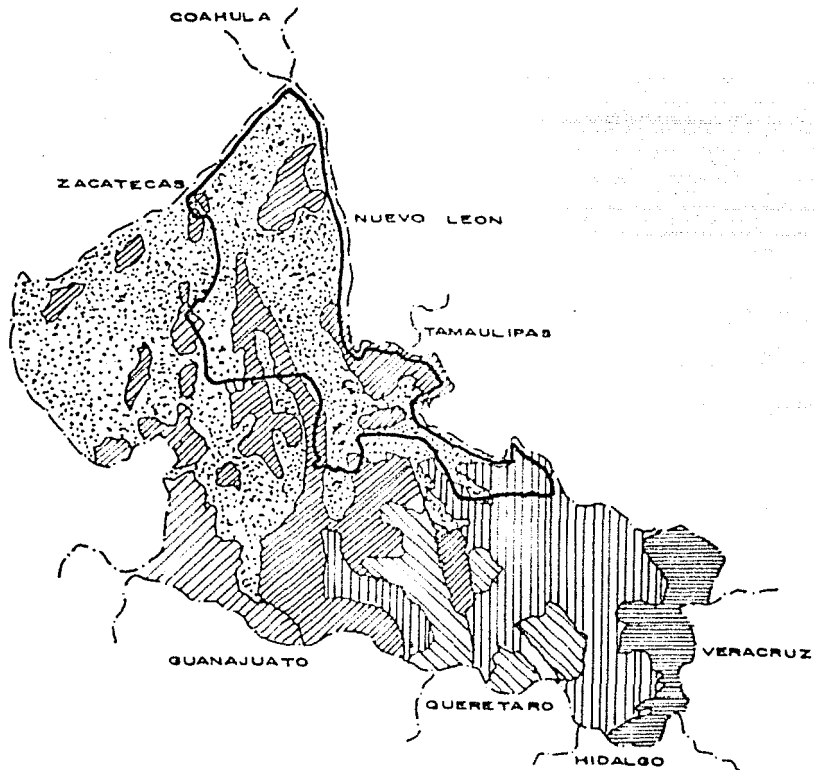 COAHULA
ZACATECAS
NUEVO LEON
TAMAULIPAS
GUANAJUATO
VERACRUZ
QUERETARO
HIDALGO